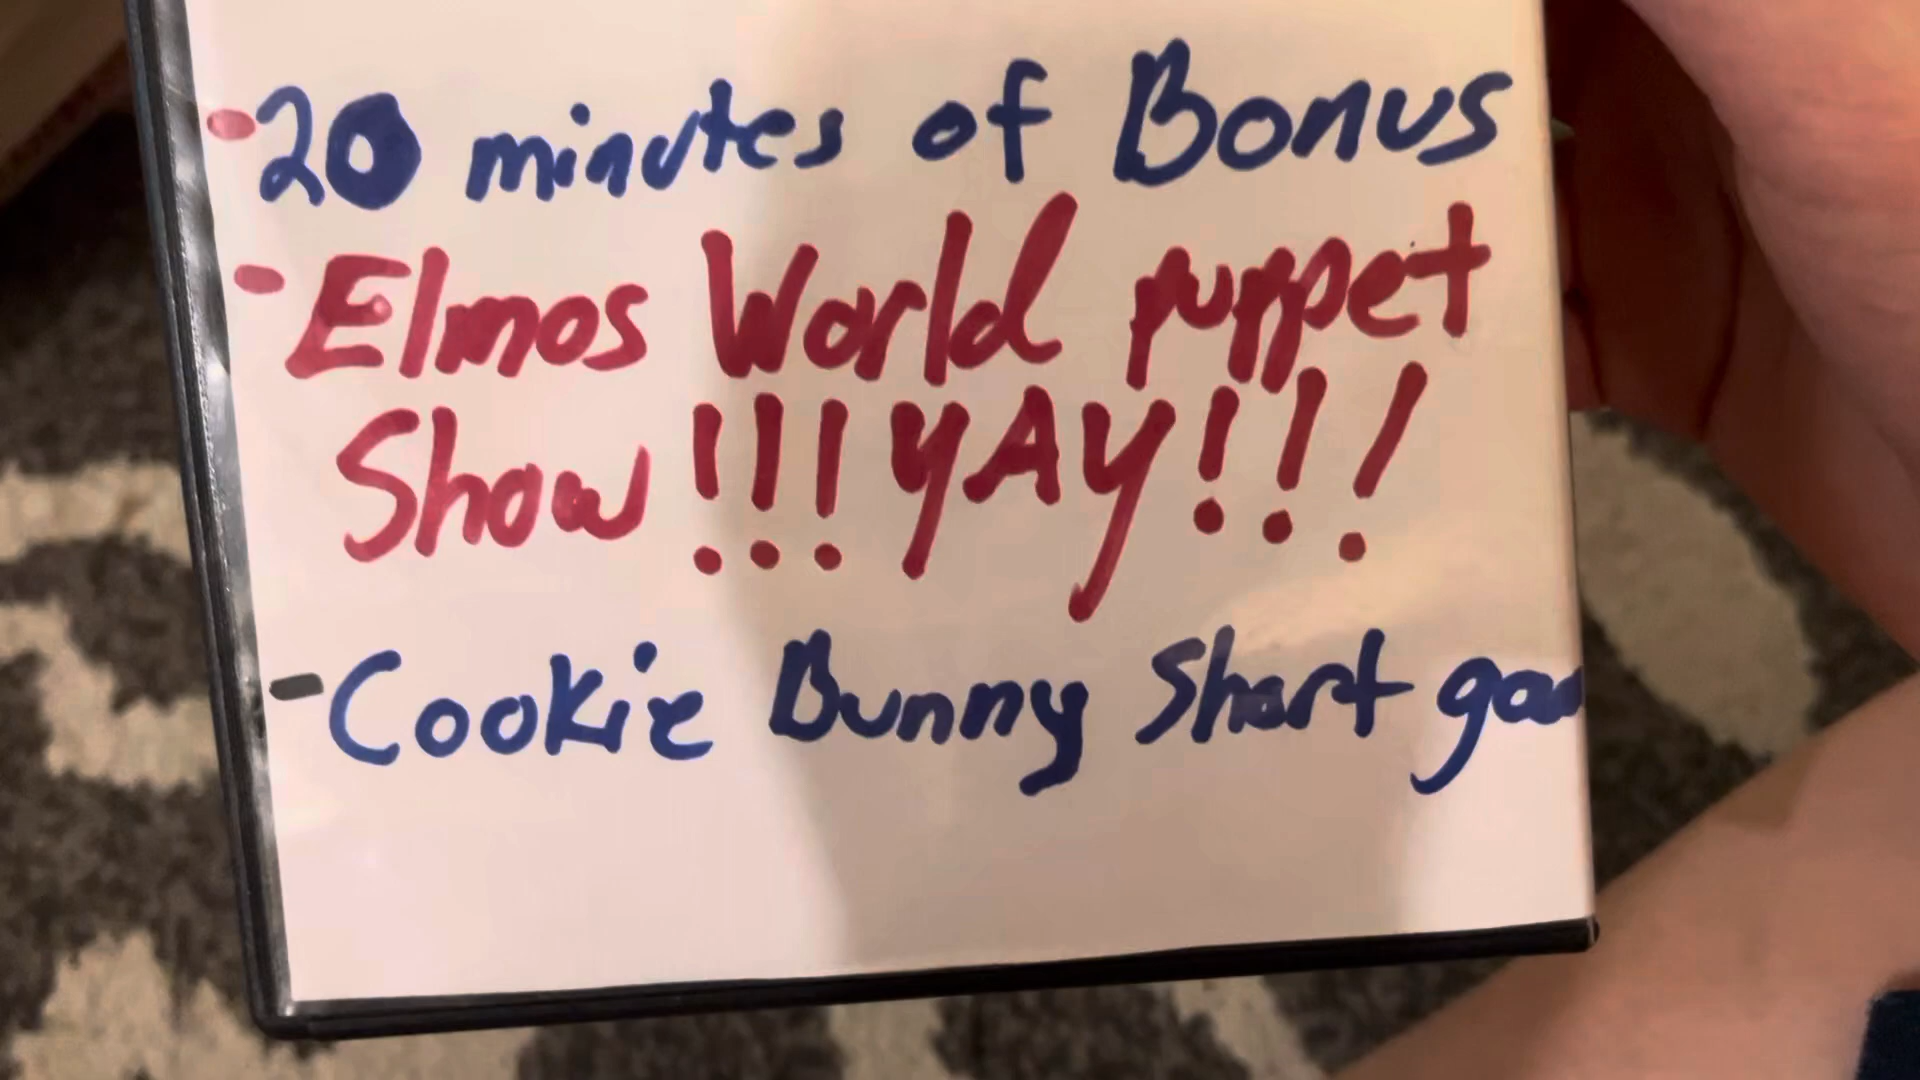 - 20 minutes of Bonus
- Elmos World puppet
Show!!! YAY!!!
- Cookie Bunny Short